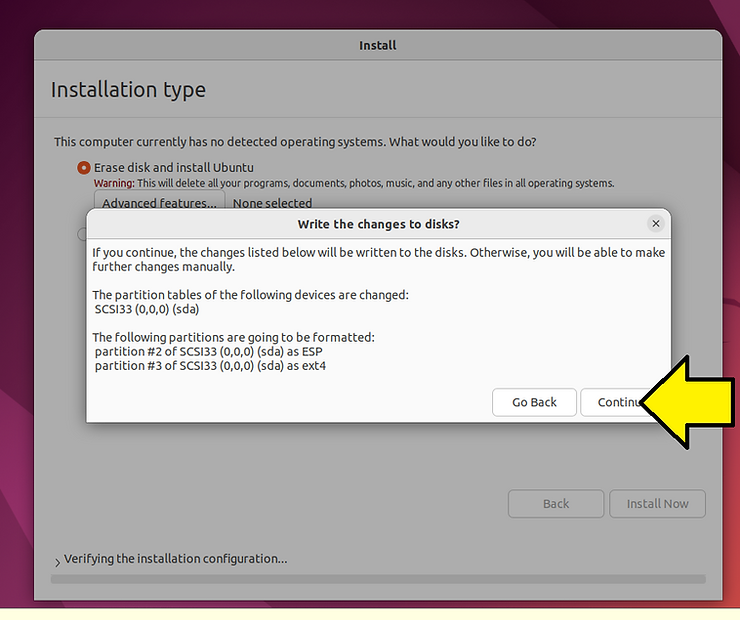 Install
Installation type
This computer currently has no detected operating systems. What would you like to do?
Erase disk and install Ubuntu
Warning: This will delete all your programs, documents, photos, music, and any other files in all operating systems.
Advanced features... None selected
Write the changes to disks?
If you continue, the changes listed below will be written to the disks. Otherwise, you will be able to make
further changes manually.
The partition tables of the following devices are changed:
SCSI33 (0,0,0) (sda)
The following partitions are going to be formatted:
partition #2 of SCSI33 (0,0,0) (sda) as ESP
partition #3 of SCSI33 (0,0,0) (sda) as ext4
Go Back Continu
Back Install Now
Verifying the installation configuration...